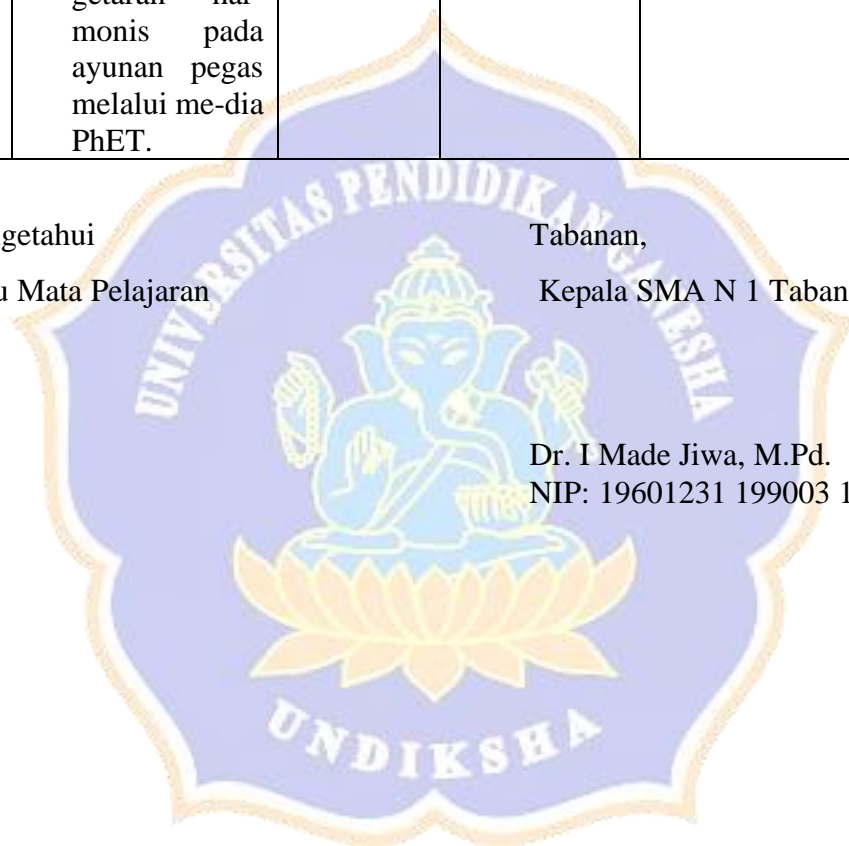 getaran har-
monis pada
ayunan pegas
melalui me-dia
PhET.
getahui
Tabanan,
u Mata Pelajaran
Kepala SMA N 1 Taban
Dr. I Made Jiwa, M.Pd.
NIP: 19601231 199003 1
UNIVERSITAS PENDIDIKAN GANESHA
UNDIKSHA